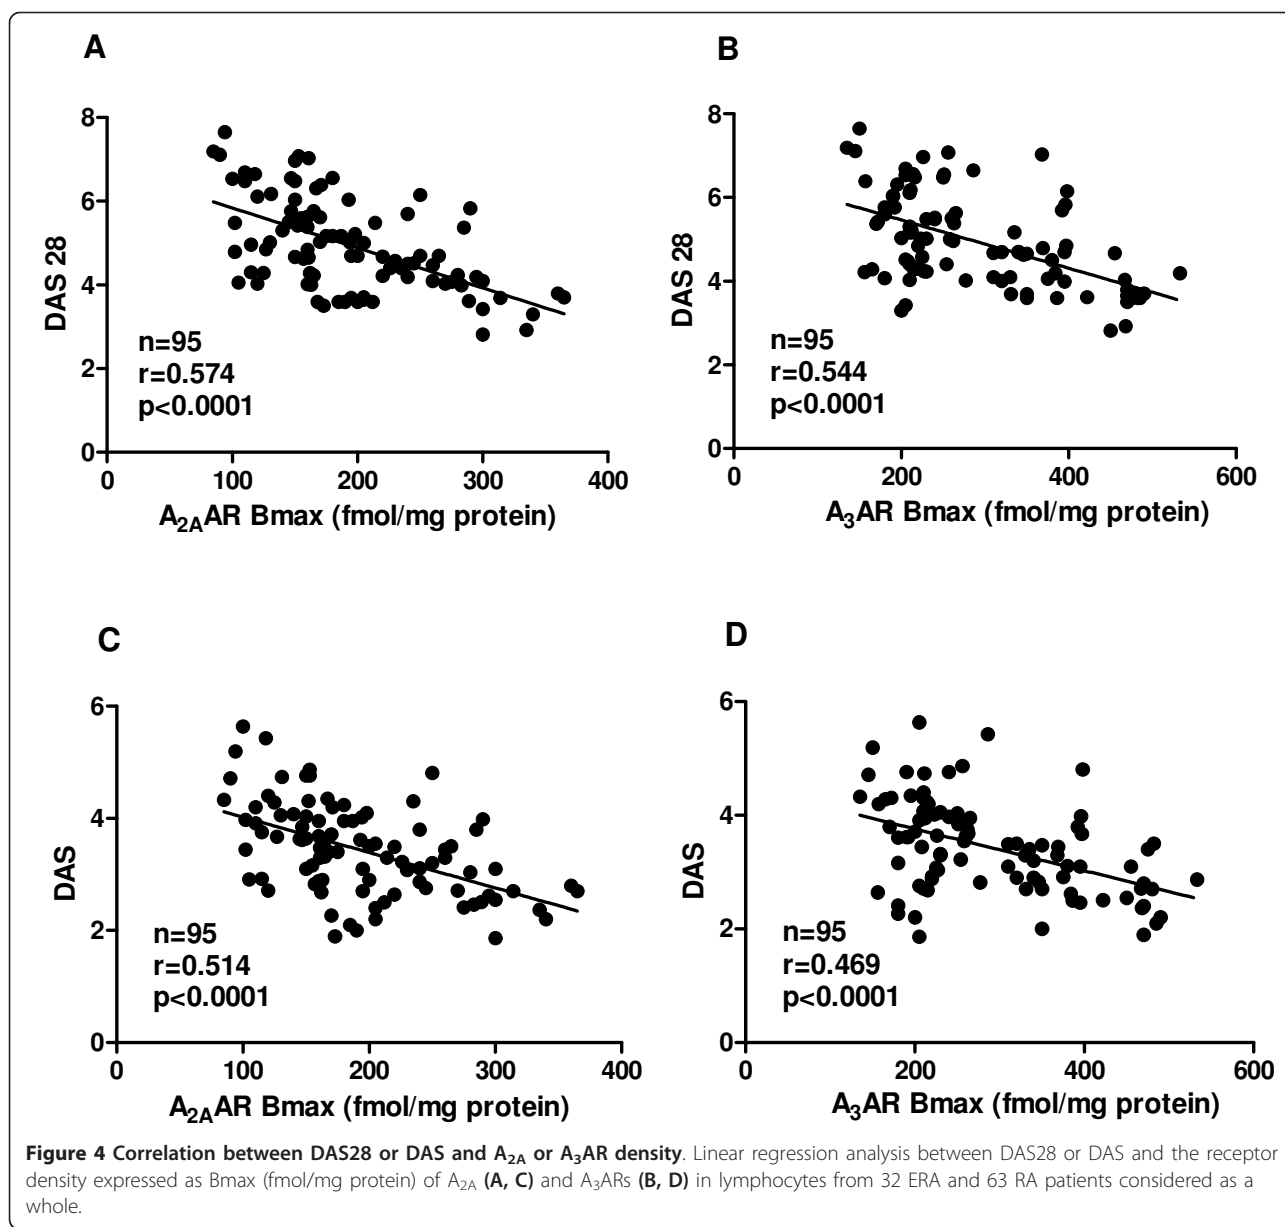 A
8
6
4
2
0
DAS 28
n=95
r=0.574
p<0.0001
0 100 200 300 400
A2AAR Bmax (fmol/mg protein)
B
8
6
4
2
0
DAS 28
n=95
r=0.544
p<0.0001
0 200 400 600
A3AR Bmax (fmol/mg protein)
C
6
4
2
0
DAS
n=95
r=0.514
p<0.0001
0 100 200 300 400
A2AAR Bmax (fmol/mg protein)
D
6
4
2
0
DAS
n=95
r=0.469
p<0.0001
0 200 400 600
A3AR Bmax (fmol/mg protein)
Figure 4 Correlation between DAS28 or DAS and A2A or A3AR density. Linear regression analysis between DAS28 or DAS and the receptor
density expressed as Bmax (fmol/mg protein) of A2A (A, C) and A3ARs (B, D) in lymphocytes from 32 ERA and 63 RA patients considered as a
whole.